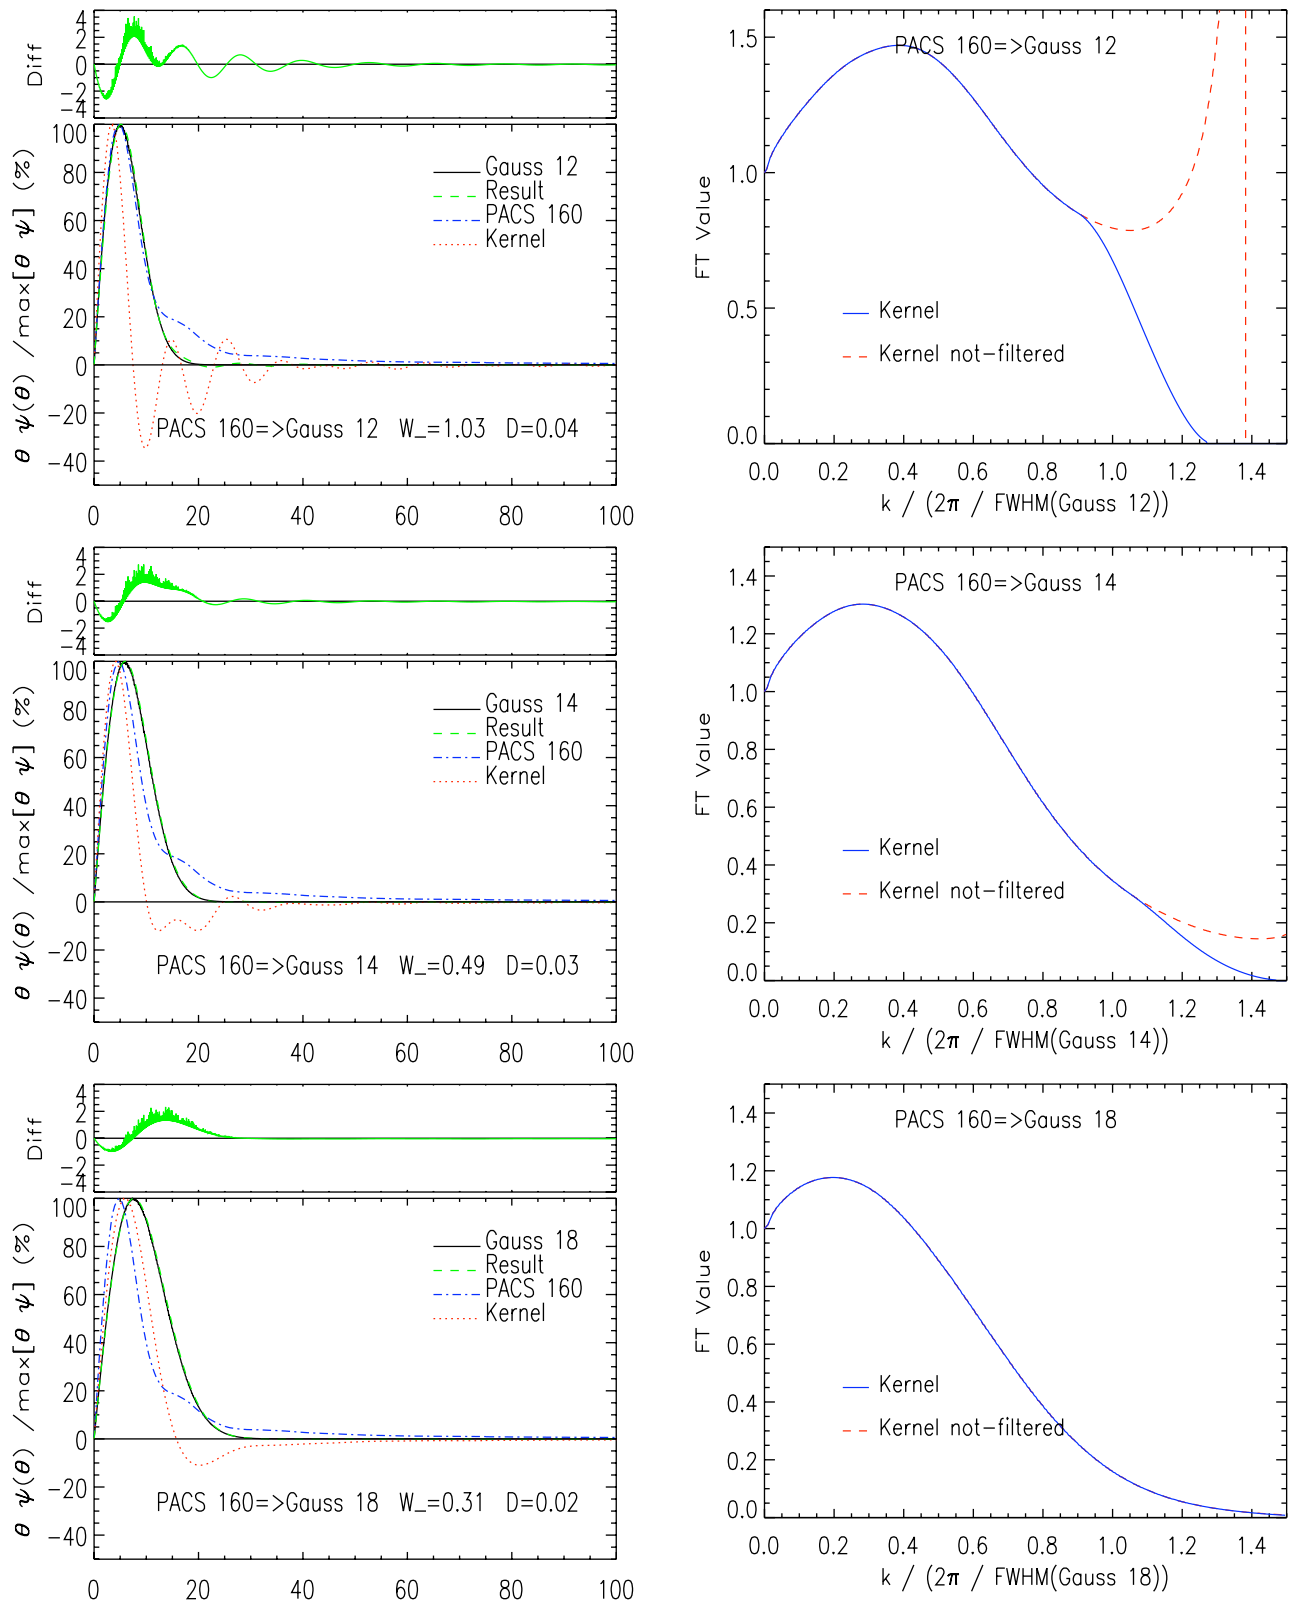 Diff
4
2
0
−2
−4
θ ψ(θ) /max[θ ψ] (%)
100
80
60
40
20
0
−20
−40
Gauss 12
Result
PACS 160
Kernel
PACS 160=>Gauss 12 W_=1.03 D=0.04
0 20 40 60 80 100
FT Value
1.5
1.0
0.5
0.0
PACS 160=>Gauss 12
Kernel
Kernel not-filtered
0.0 0.2 0.4 0.6 0.8 1.0 1.2 1.4
k / (2π / FWHM(Gauss 12))
Diff
4
2
0
−2
−4
θ ψ(θ) /max[θ ψ] (%)
100
80
60
40
20
0
−20
−40
Gauss 14
Result
PACS 160
Kernel
PACS 160=>Gauss 14 W_=0.49 D=0.03
0 20 40 60 80 100
FT Value
1.4
1.2
1.0
0.8
0.6
0.4
0.2
0.0
PACS 160=>Gauss 14
Kernel
Kernel not-filtered
0.0 0.2 0.4 0.6 0.8 1.0 1.2 1.4
k / (2π / FWHM(Gauss 14))
Diff
4
2
0
−2
−4
θ ψ(θ) /max[θ ψ] (%)
100
80
60
40
20
0
−20
−40
Gauss 18
Result
PACS 160
Kernel
PACS 160=>Gauss 18 W_=0.31 D=0.02
0 20 40 60 80 100
FT Value
1.4
1.2
1.0
0.8
0.6
0.4
0.2
0.0
PACS 160=>Gauss 18
Kernel
Kernel not-filtered
0.0 0.2 0.4 0.6 0.8 1.0 1.2 1.4
k / (2π / FWHM(Gauss 18))